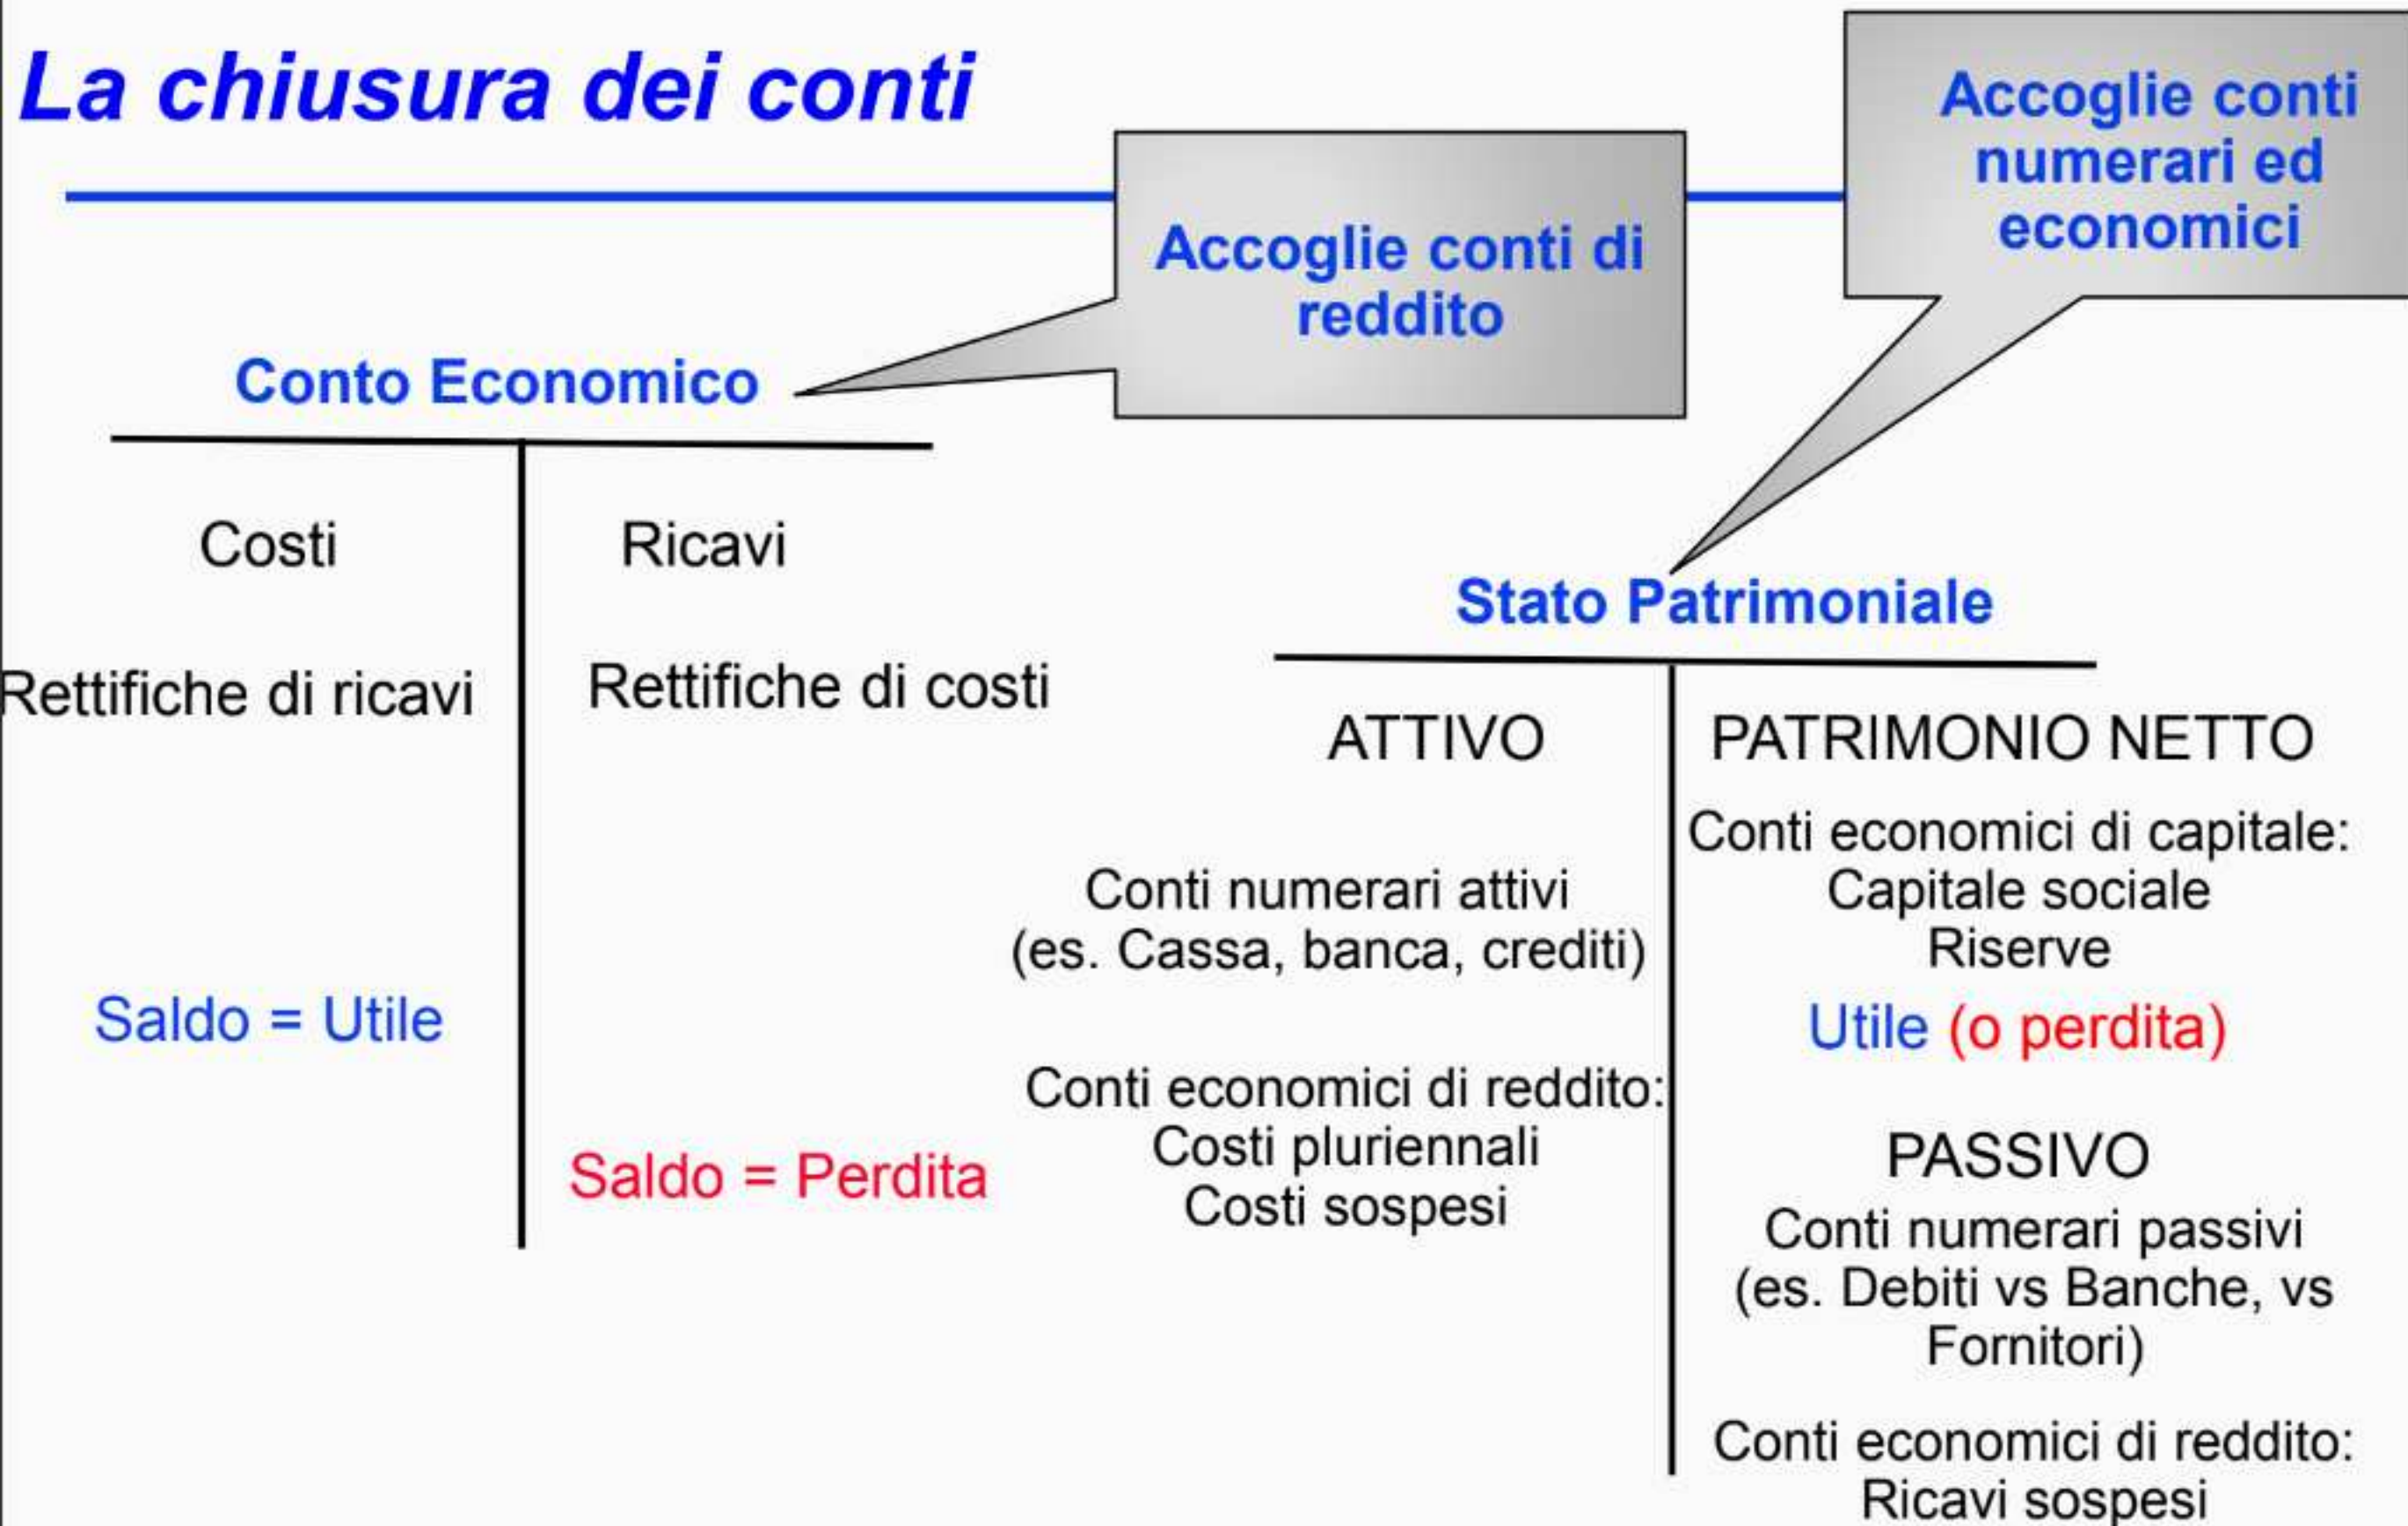 La chiusura dei conti
Accoglie conti
numerari ed
economici
Accoglie conti di
reddito
Conto Economico
Costi
Ricavi
Rettifiche di ricavi
Rettifiche di costi
Saldo = Utile
Saldo = Perdita
Stato Patrimoniale
ATTIVO
Conti numerari attivi
(es. Cassa, banca, crediti)
Conti economici di reddito:
Costi pluriennali
Costi sospesi
PATRIMONIO NETTO
Conti economici di capitale:
Capitale sociale
Riserve
Utile (o perdita)
PASSIVO
Conti numerari passivi
(es. Debiti vs Banche, vs
Fornitori)
Conti economici di reddito:
Ricavi sospesi